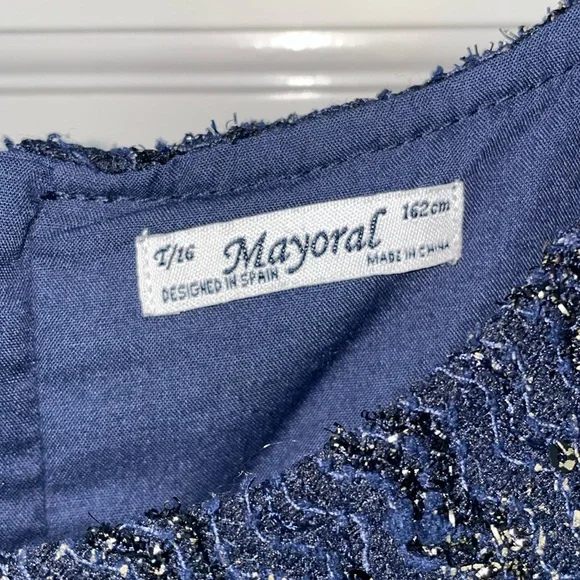 T/16 Mayoral 162cm
DESIGNED IN SPAIN MADE IN CHINA